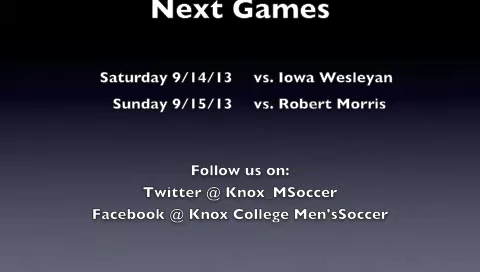 Next Games
Saturday 9/14/13 vs. Iowa Wesleyan
Sunday 9/15/13 vs. Robert Morris
Follow us on:
Twitter @ Knox_MSoccer
Facebook @ Knox College Men'sSoccer